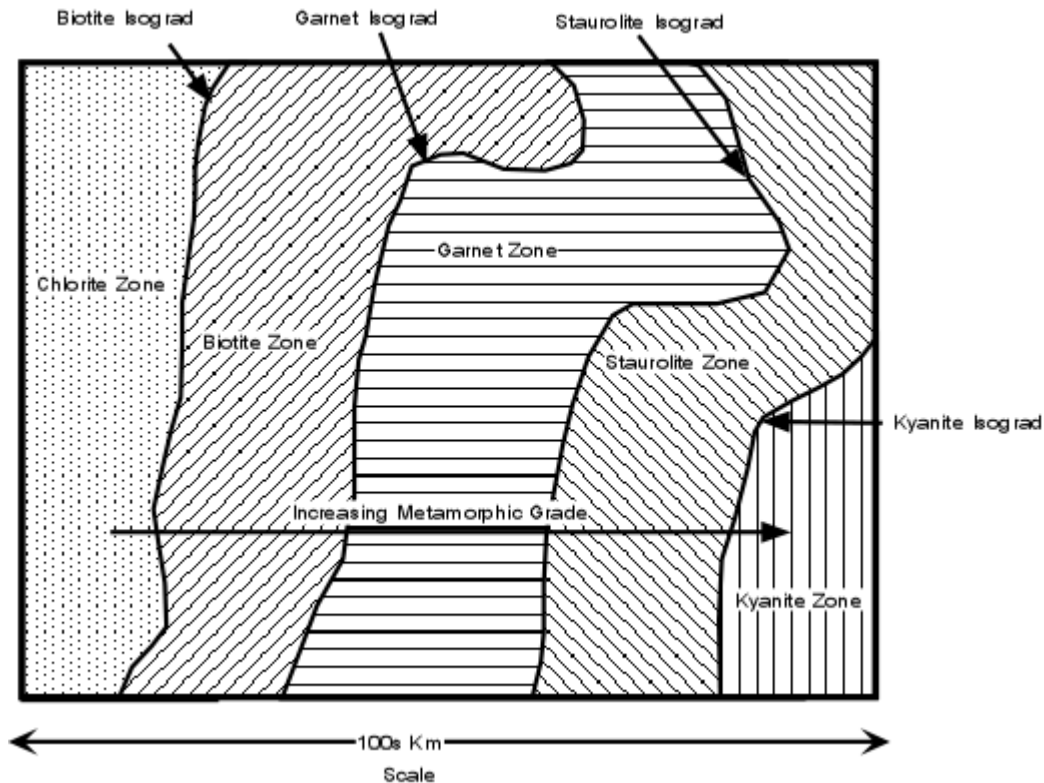 Biotite Isograd
Garnet Isograd
Staurolite Isograd
Garnet Zone
Chlorite Zone
Biotite Zone
Staurolite Zone
Kyanite Isograd
Increasing Metamorphic Grade
Kyanite Zone
100s Km
Scale